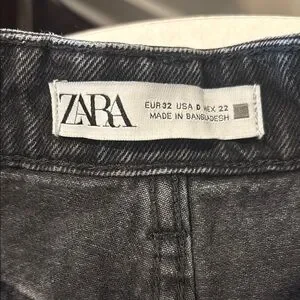 ZARA
EUR 32 USA 0 MEX 22
MADE IN BANGLADESH